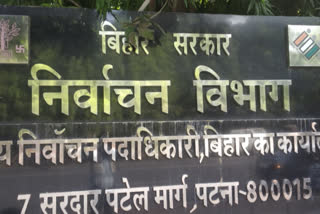 बिहार सरकार
निर्वाचन विभाग
निर्वाचन पदाधिकारी, बिहार का
7 सरदार पटेल मार्ग, पटना-800015